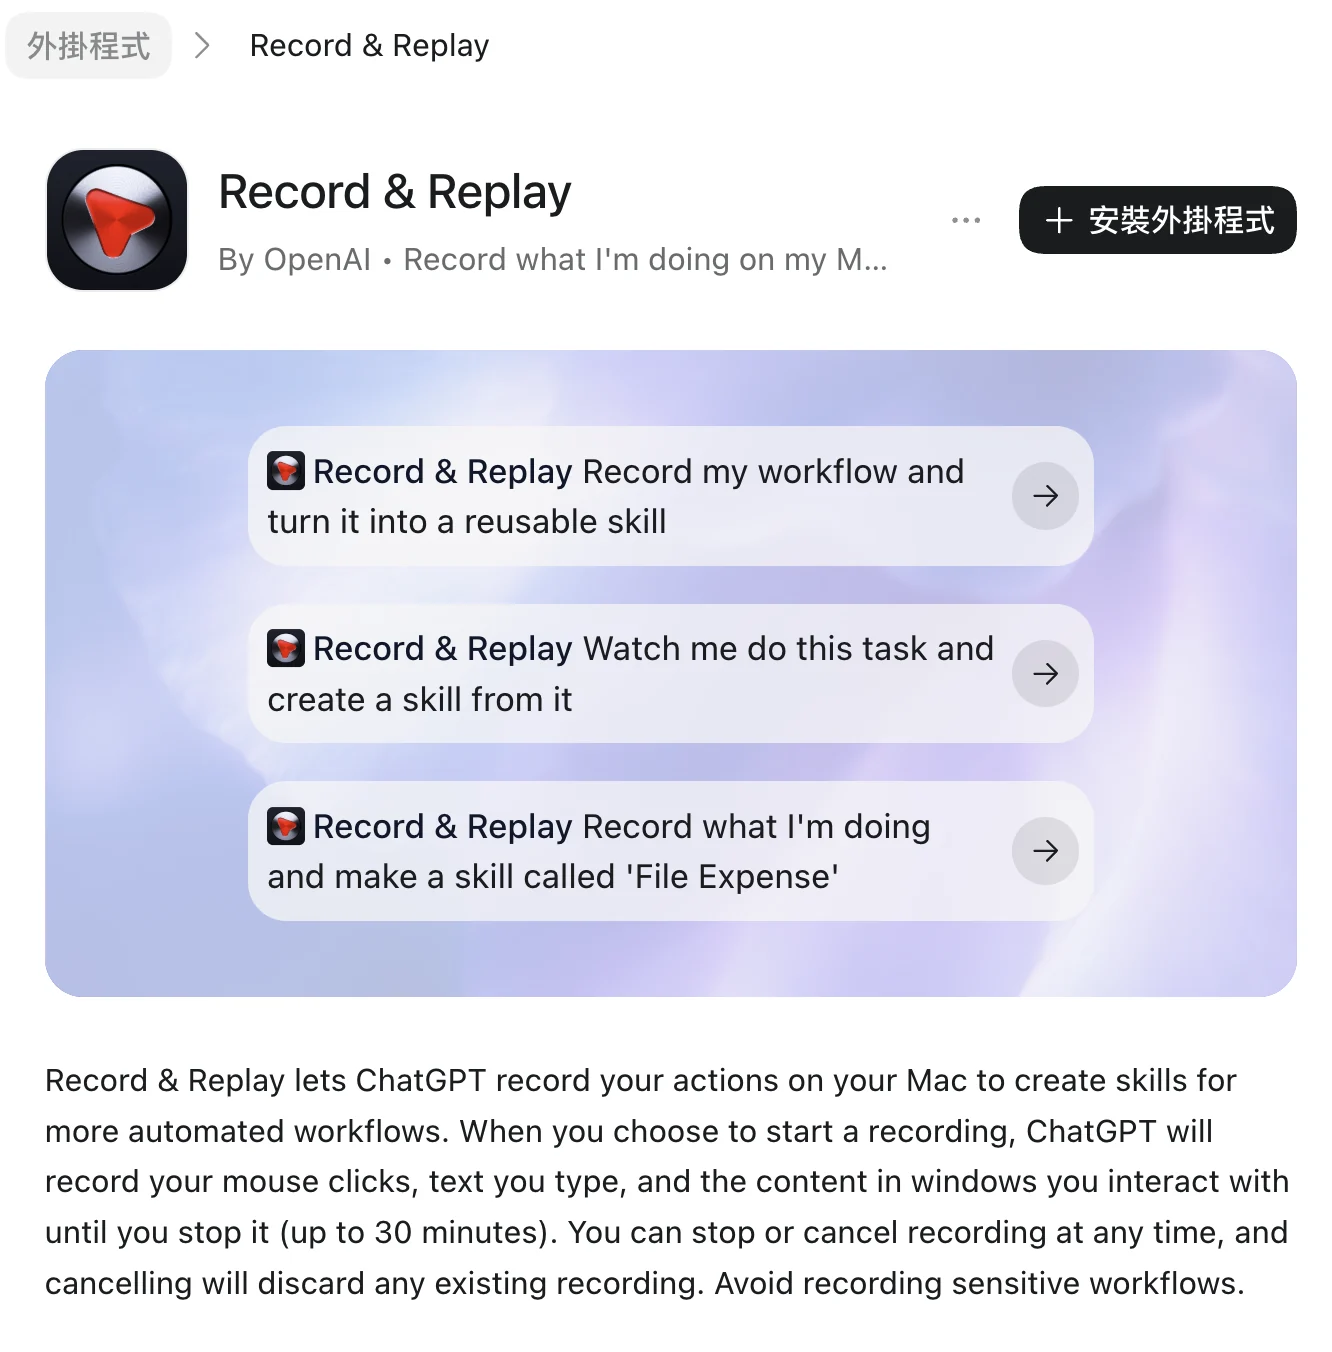 外掛程式
Record & Replay
Record & Replay
By OpenAI • Record what I'm doing on my M...
安裝外掛程式
Record & Replay Record my workflow and
turn it into a reusable skill
Record & Replay Watch me do this task and
create a skill from it
Record & Replay Record what I'm doing
and make a skill called 'File Expense'
Record & Replay lets ChatGPT record your actions on your Mac to create skills for
more automated workflows. When you choose to start a recording, ChatGPT will
record your mouse clicks, text you type, and the content in windows you interact with
until you stop it (up to 30 minutes). You can stop or cancel recording at any time, and
cancelling will discard any existing recording. Avoid recording sensitive workflows.